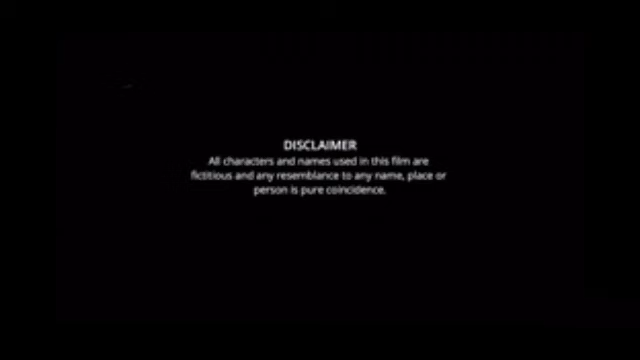 DISCLAIMER
All characters and names used in this film are
fictitious and any resemblance to any name, place or
person is pure coincidence.